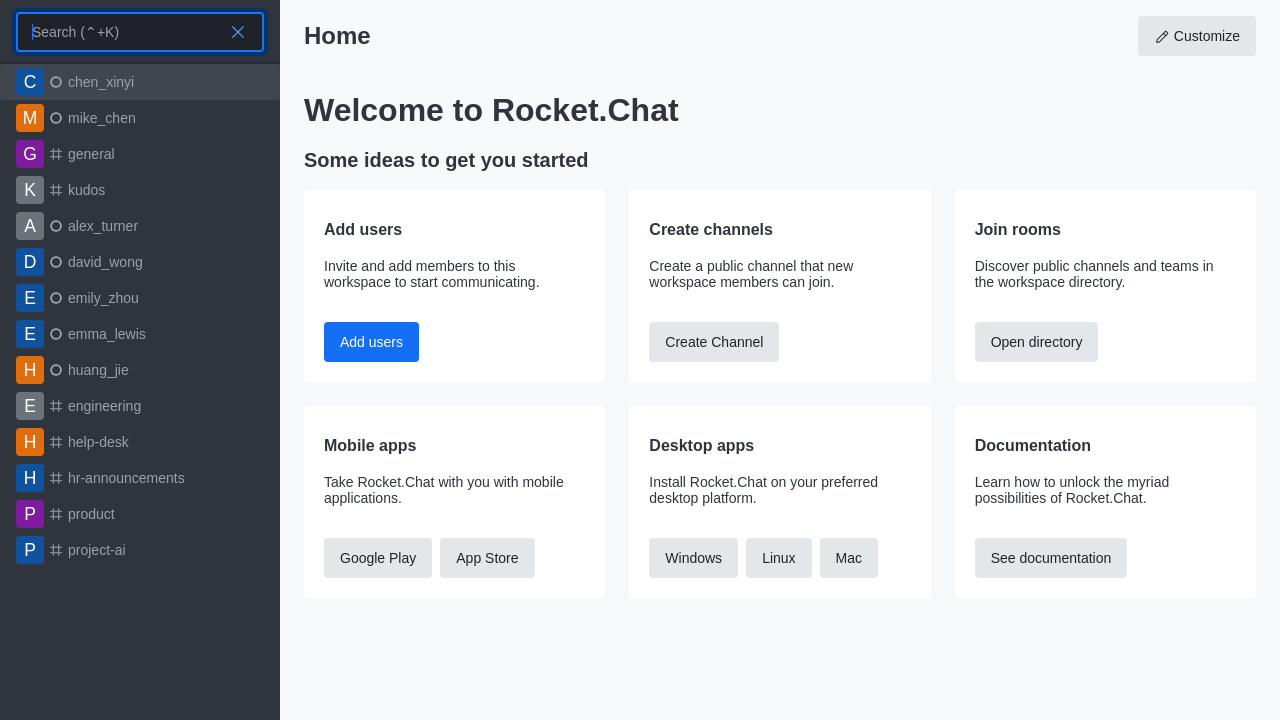 Search (⌃+K)
C chen_xinyi
M mike_chen
G general
K kudos
A alex_turner
D david_wong
E emily_zhou
E emma_lewis
H huang_jie
E engineering
H help-desk
H hr-announcements
P product
P project-ai
Home
Customize
Welcome to Rocket.Chat
Some ideas to get you started
Add users
Invite and add members to this
workspace to start communicating.
Add users
Create channels
Create a public channel that new
workspace members can join.
Create Channel
Join rooms
Discover public channels and teams in
the workspace directory.
Open directory
Mobile apps
Take Rocket.Chat with you with mobile
applications.
Google Play App Store
Desktop apps
Install Rocket.Chat on your preferred
desktop platform.
Windows Linux Mac
Documentation
Learn how to unlock the myriad
possibilities of Rocket.Chat.
See documentation